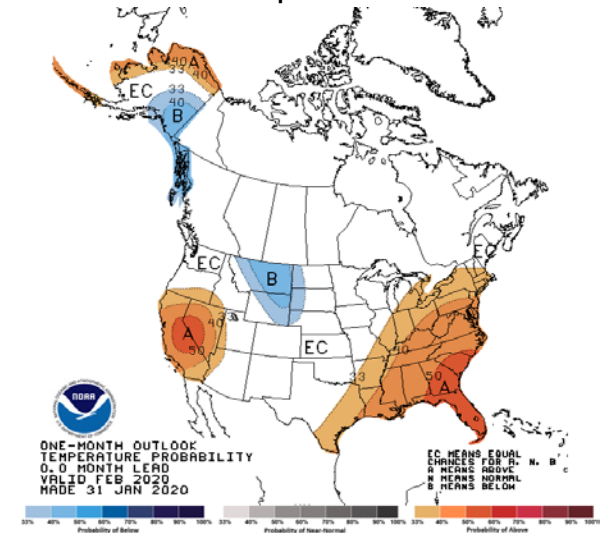 40 A
33 40
EC
33
40
B
EC
EC
B
33
40
A
50
EC
40
33
50
A
NOAA
ONE-MONTH OUTLOOK
TEMPERATURE PROBABILITY
0.0 MONTH LEAD
VALID FEB 2020
MADE 31 JAN 2020
EC MEANS EQUAL
CHANCES FOR A, N, B
A MEANS ABOVE
N MEANS NORMAL
B MEANS BELOW
33% 40% 50% 60% 70% 80% 90% 100% 33% 40% 50% 60% 70% 80% 90% 100% 33% 40% 50% 60% 70% 80% 90% 100%
Probability of Below Probability of Near-Normal Probability of Above